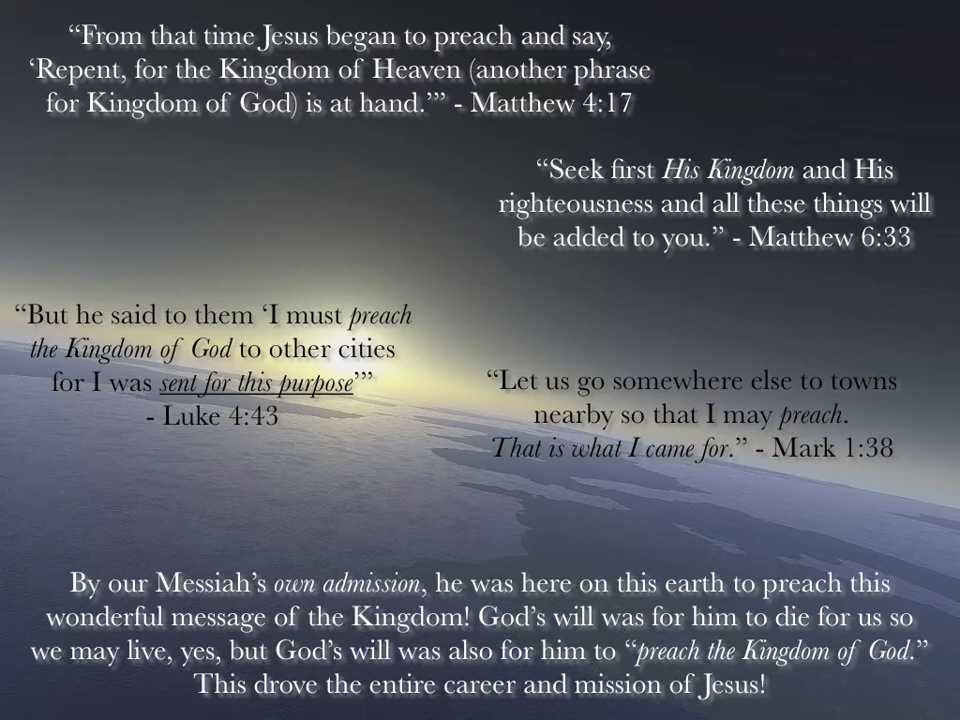 “From that time Jesus began to preach and say,
‘Repent, for the Kingdom of Heaven (another phrase
for Kingdom of God) is at hand.’” - Matthew 4:17
“Seek first His Kingdom and His
righteousness and all these things will
be added to you.” - Matthew 6:33
“But he said to them ‘I must preach
the Kingdom of God to other cities
for I was sent for this purpose’”
- Luke 4:43
“Let us go somewhere else to towns
nearby so that I may preach.
That is what I came for.” - Mark 1:38
By our Messiah’s own admission, he was here on this earth to preach this
wonderful message of the Kingdom! God’s will was for him to die for us so
we may live, yes, but God’s will was also for him to “preach the Kingdom of God.”
This drove the entire career and mission of Jesus!